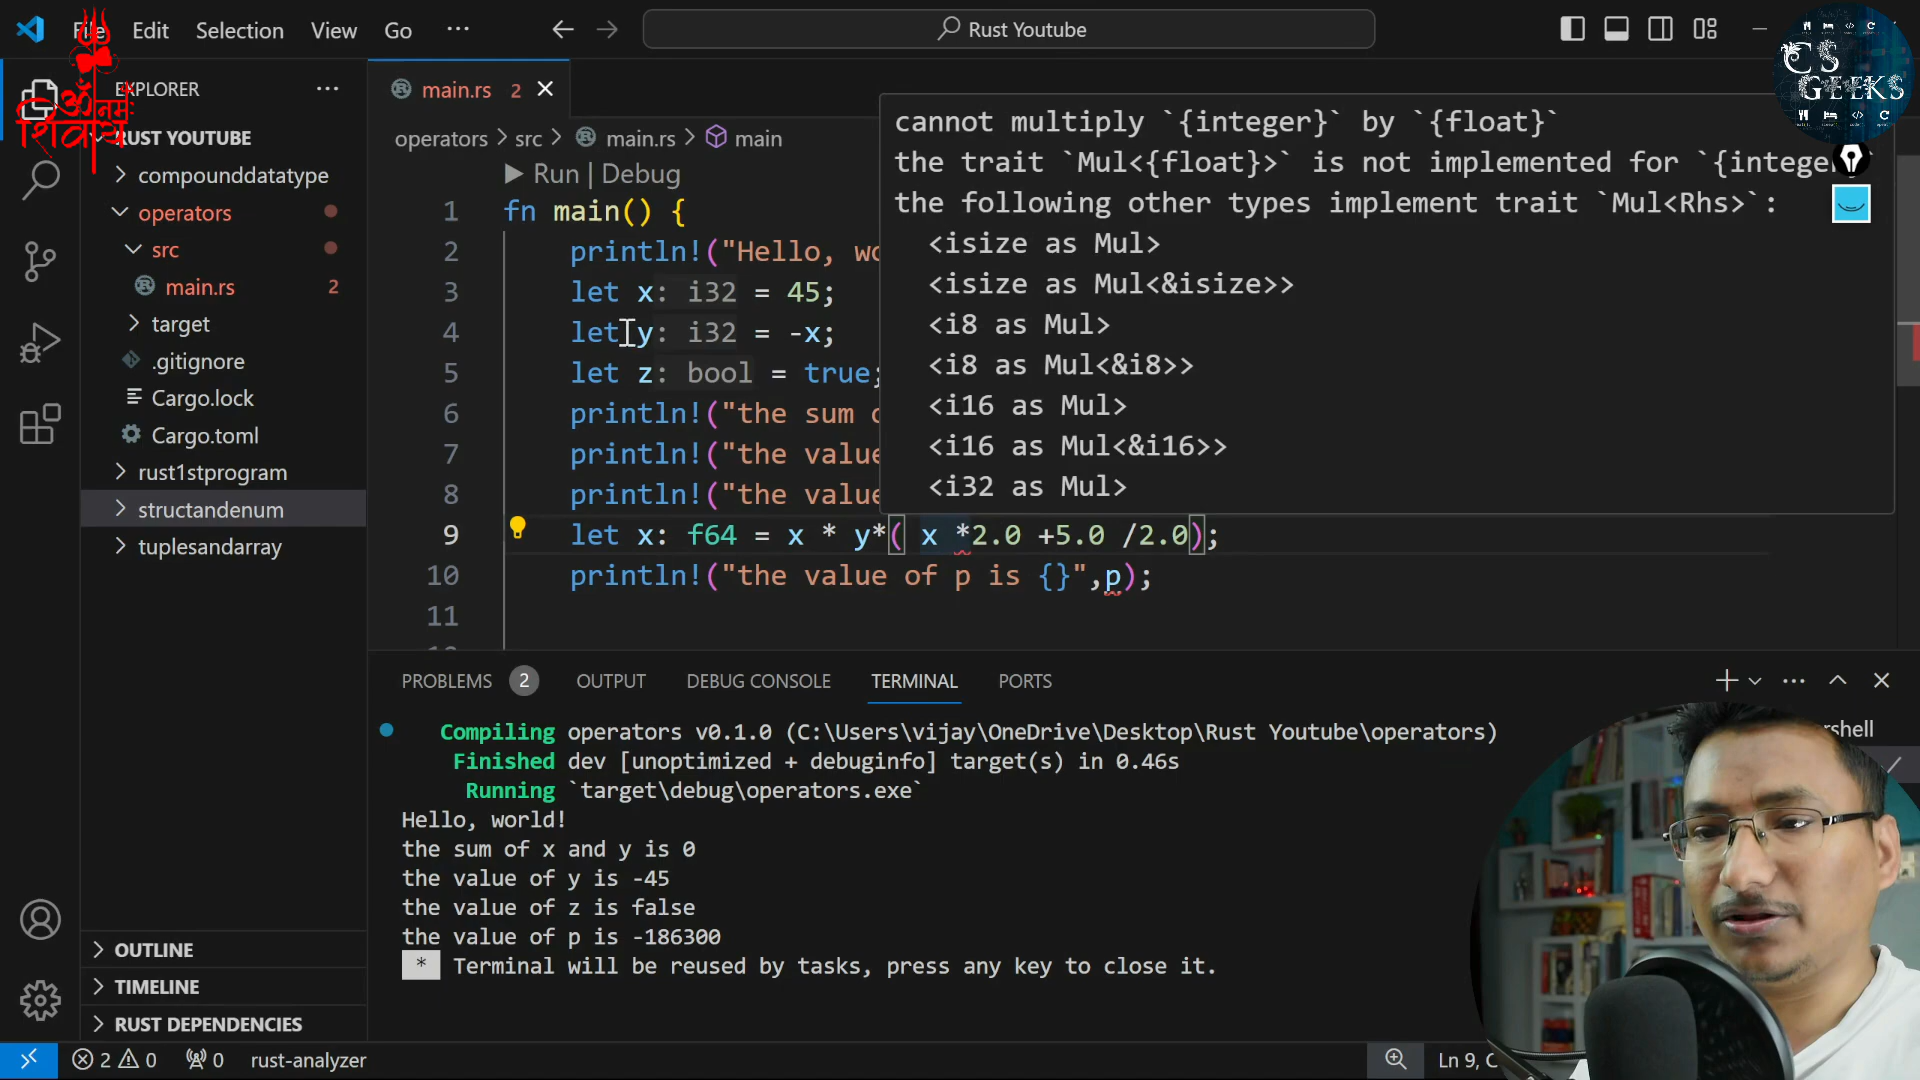 File Edit Selection View Go ···
Rust Youtube
CS GEEKS
ॐ नमः
शिवाय
EXPLORER
RUST YOUTUBE
compounddatatype
operators
src
main.rs 2
target
.gitignore
Cargo.lock
Cargo.toml
rust1stprogram
structandenum
tuplesandarray
OUTLINE
TIMELINE
RUST DEPENDENCIES
main.rs 2
operators > src > main.rs > main
Run | Debug
1 fn main() {
2 println!("Hello, wo
3 let x: i32 = 45;
4 let y: i32 = -x;
5 let z: bool = true;
6 println!("the sum
7 println!("the value
8 println!("the value
9 let x: f64 = x * y*( x *2.0 +5.0 /2.0);
10 println!("the value of p is {}",p);
11
cannot multiply `{integer}` by `{float}`
the trait `Mul<{float}>` is not implemented for `{integer
the following other types implement trait `Mul<Rhs>`:
<isize as Mul>
<isize as Mul<&isize>>
<i8 as Mul>
<i8 as Mul<&i8>>
<i16 as Mul>
<i16 as Mul<&i16>>
<i32 as Mul>
PROBLEMS 2 OUTPUT DEBUG CONSOLE TERMINAL PORTS
Compiling operators v0.1.0 (C:\Users\vijay\OneDrive\Desktop\Rust Youtube\operators)
Finished dev [unoptimized + debuginfo] target(s) in 0.46s
Running `target\debug\operators.exe`
Hello, world!
the sum of x and y is 0
the value of y is -45
the value of z is false
the value of p is -186300
* Terminal will be reused by tasks, press any key to close it.
rshell
2 0 0 rust-analyzer
Ln 9, C